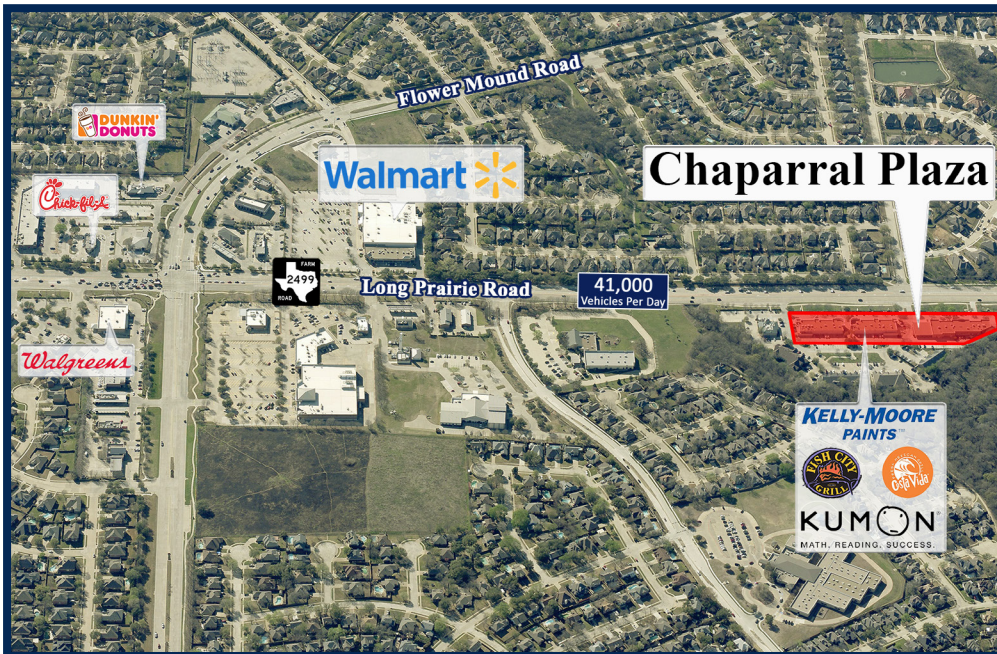 Flower Mound Road
DUNKIN'
DONUTS
Walmart
Chaparral Plaza
Chick-fil-A
FARM
2499
ROAD
Long Prairie Road
41,000
Vehicles Per Day
Walgreens
KELLY-MOORE
PAINTS™
FISH CITY
GRILL
Costa Vida
KUMON
MATH. READING. SUCCESS.